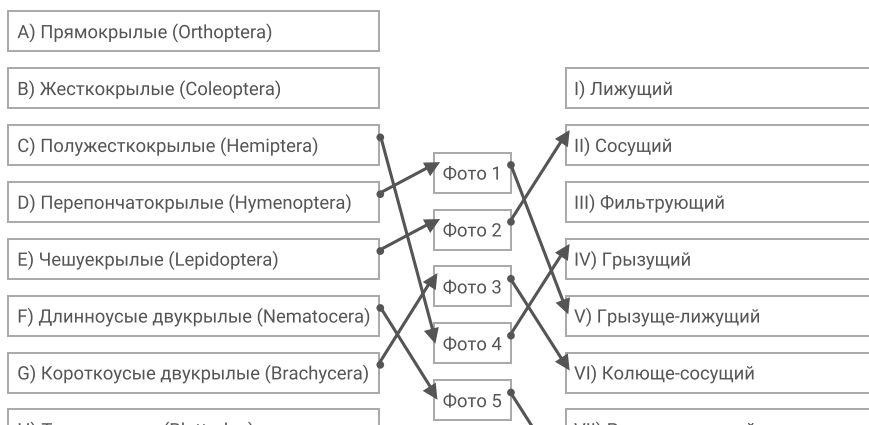 A) Прямокрылые (Orthoptera)
B) Жесткокрылые (Coleoptera)
C) Полужесткокрылые (Hemiptera)
D) Перепончатокрылые (Hymenoptera)
E) Чешуекрылые (Lepidoptera)
F) Длинноусые двукрылые (Nematocera)
G) Короткоусые двукрылые (Brachycera)
Фото 1
Фото 2
Фото 3
Фото 4
Фото 5
I) Лижущий
II) Сосущий
III) Фильтрующий
IV) Грызущий
V) Грызуще-лижущий
VI) Колюще-сосущий